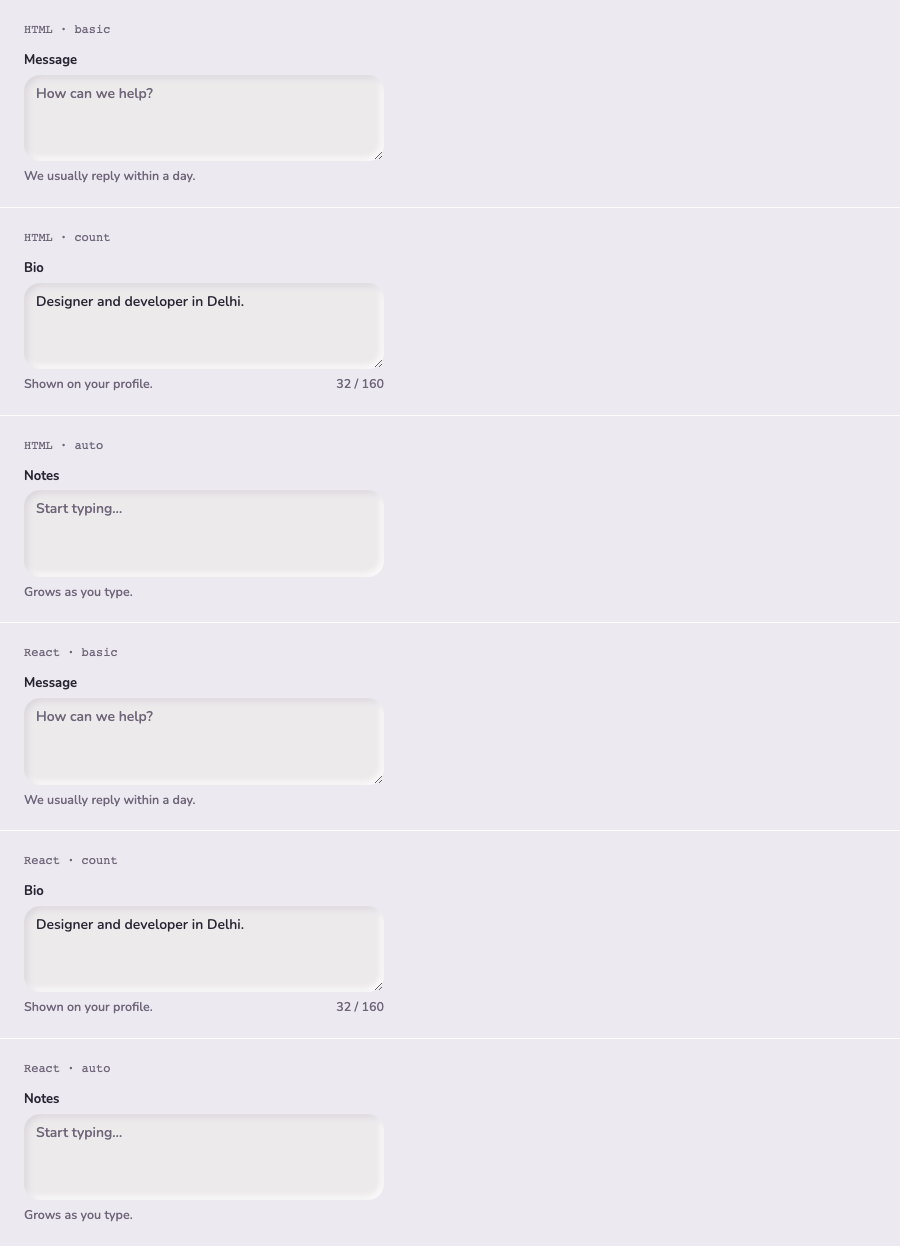 HTML · basic
Message
How can we help?
We usually reply within a day.
HTML · count
Bio
Designer and developer in Delhi.
Shown on your profile. 32 / 160
HTML · auto
Notes
Start typing…
Grows as you type.
React · basic
Message
How can we help?
We usually reply within a day.
React · count
Bio
Designer and developer in Delhi.
Shown on your profile. 32 / 160
React · auto
Notes
Start typing…
Grows as you type.